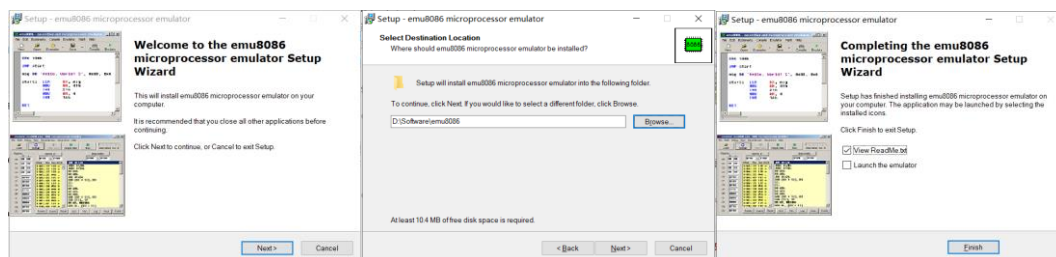 Setup - emu8086 microprocessor emulator
Welcome to the emu8086
microprocessor emulator Setup
Wizard
This will install emu8086 microprocessor emulator on your
computer.
It is recommended that you close all other applications before
continuing.
Click Next to continue, or Cancel to exit Setup.
Next >
Cancel
Setup - emu8086 microprocessor emulator
Select Destination Location
Where should emu8086 microprocessor emulator be installed?
8086
Setup will install emu8086 microprocessor emulator into the following folder.
To continue, click Next. If you would like to select a different folder, click Browse.
D:\Software\emu8086
Browse...
At least 10.4 MB of free disk space is required.
< Back
Next >
Cancel
Setup - emu8086 microprocessor emulator
Completing the emu8086
microprocessor emulator Setup
Wizard
Setup has finished installing emu8086 microprocessor emulator on
your computer. The application may be launched by selecting the
installed icons.
Click Finish to exit Setup.
View ReadMe.txt
Launch the emulator
Finish